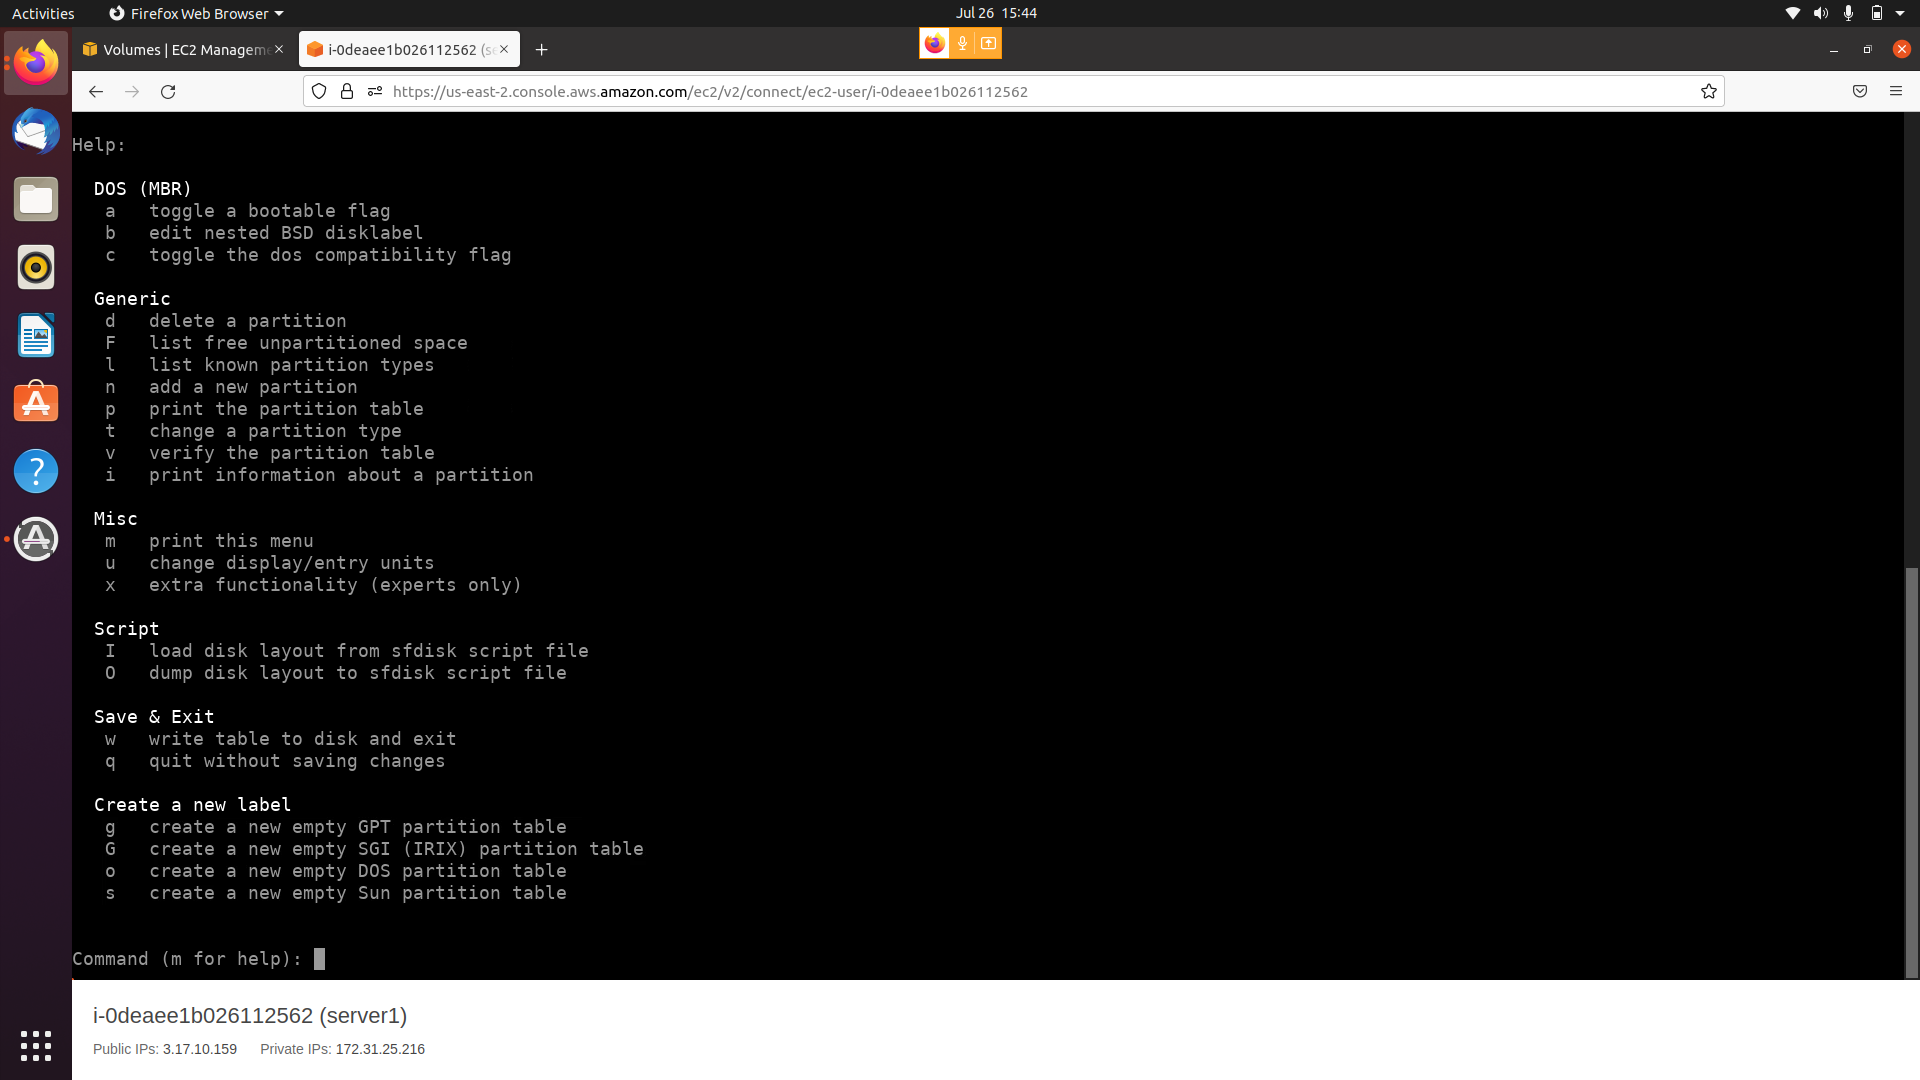 Activities
Firefox Web Browser
Jul 26 15:44
Volumes | EC2 Manageme
i-0deaee1b026112562 (se
https://us-east-2.console.aws.amazon.com/ec2/v2/connect/ec2-user/i-0deaee1b026112562
Help:
DOS (MBR)
a toggle a bootable flag
b edit nested BSD disklabel
c toggle the dos compatibility flag
Generic
d delete a partition
F list free unpartitioned space
l list known partition types
n add a new partition
p print the partition table
t change a partition type
v verify the partition table
i print information about a partition
Misc
m print this menu
u change display/entry units
x extra functionality (experts only)
Script
I load disk layout from sfdisk script file
O dump disk layout to sfdisk script file
Save & Exit
w write table to disk and exit
q quit without saving changes
Create a new label
g create a new empty GPT partition table
G create a new empty SGI (IRIX) partition table
o create a new empty DOS partition table
s create a new empty Sun partition table
Command (m for help):
i-0deaee1b026112562 (server1)
Public IPs: 3.17.10.159 Private IPs: 172.31.25.216